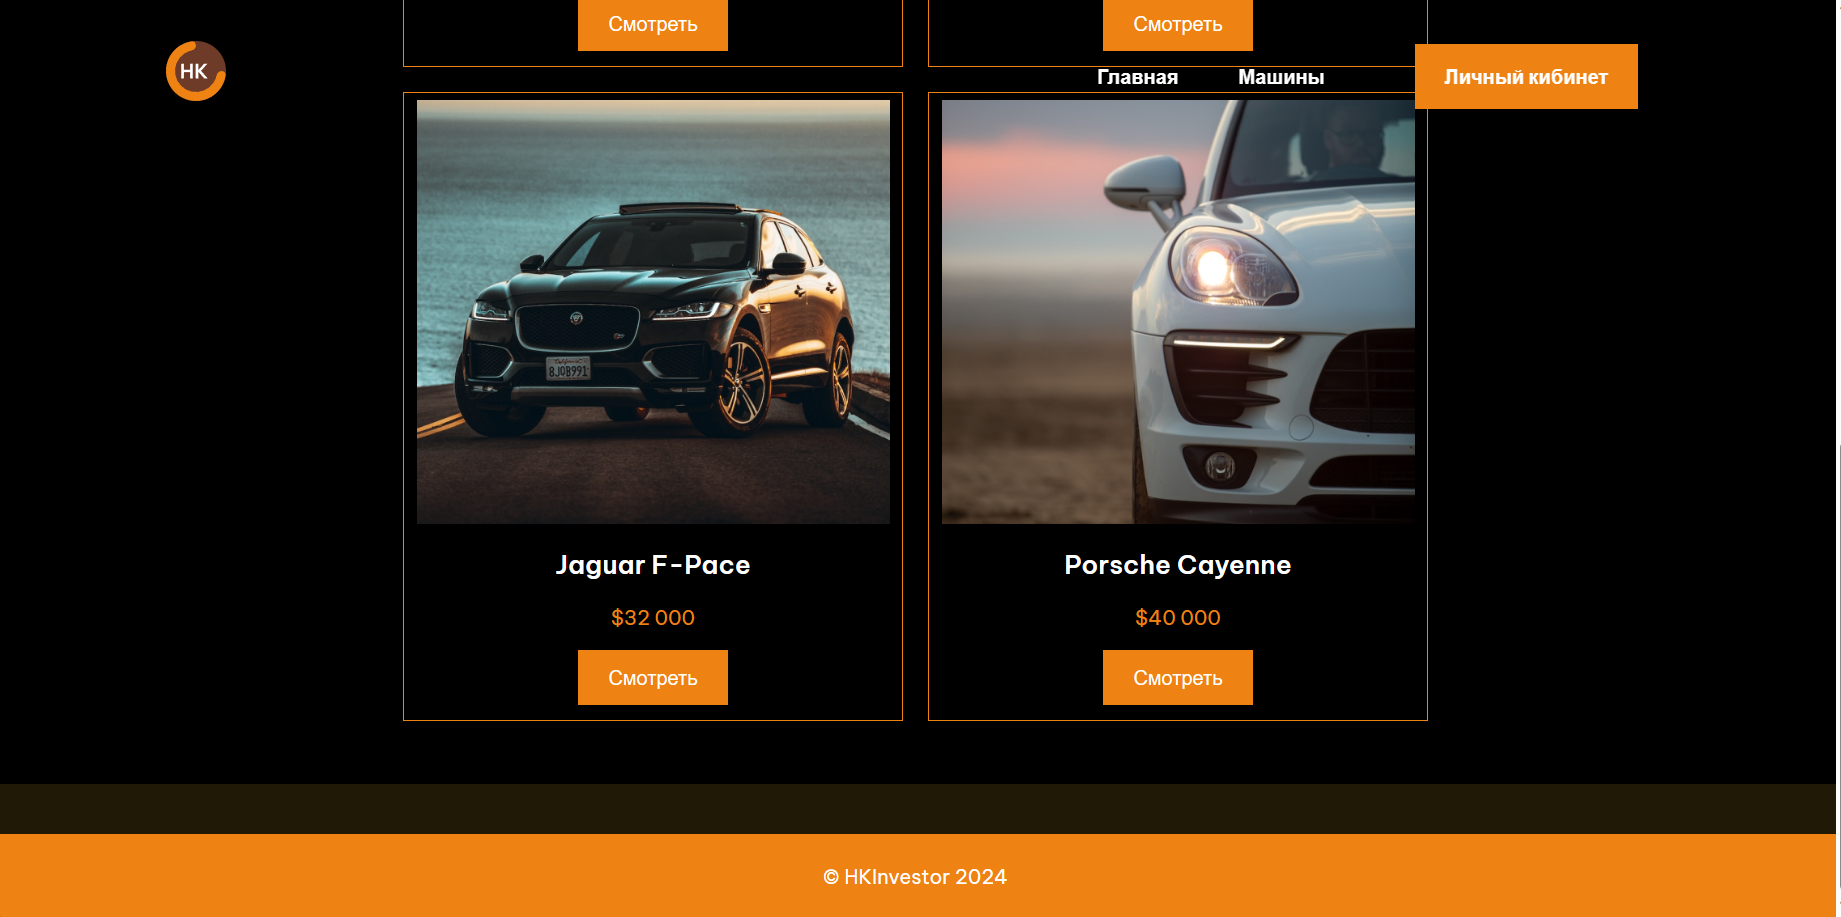 Смотреть
Смотреть
HK
Главная
Машины
Личный кибинет
8JOB991
Jaguar F-Pace
Porsche Cayenne
$32 000
$40 000
Смотреть
Смотреть
© HKInvestor 2024